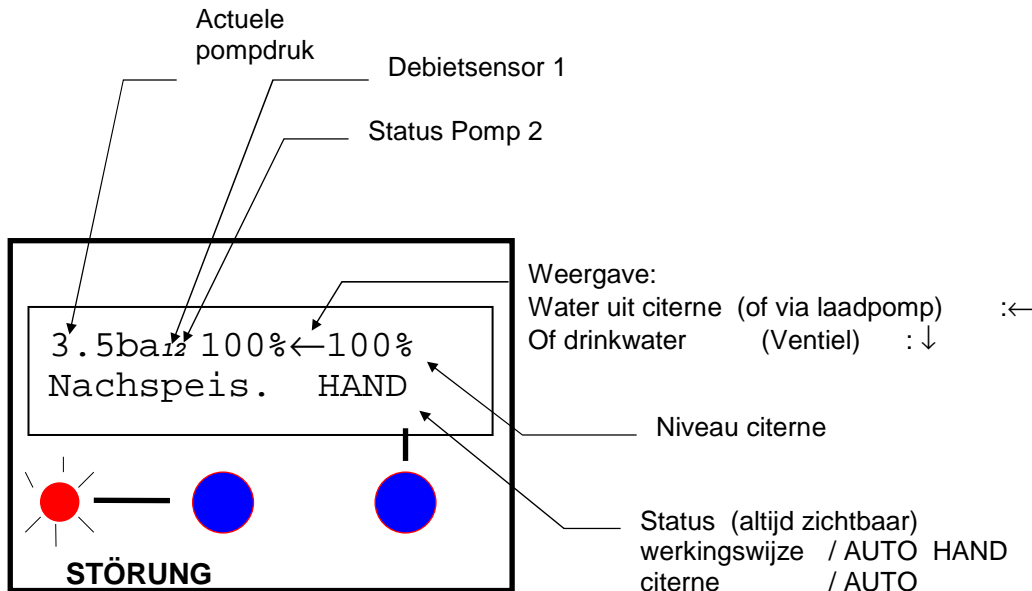 Actuele
pompdruk
Debietsensor 1
Status Pomp 2
Weergave:
Water uit citerne (of via laadpomp) :←
Of drinkwater (Ventiel) : ↓
3.5ba12 100%←100%
Nachspeis. HAND
Niveau citerne
Status (altijd zichtbaar)
werkingswijze / AUTO HAND
citerne / AUTO
STÖRUNG